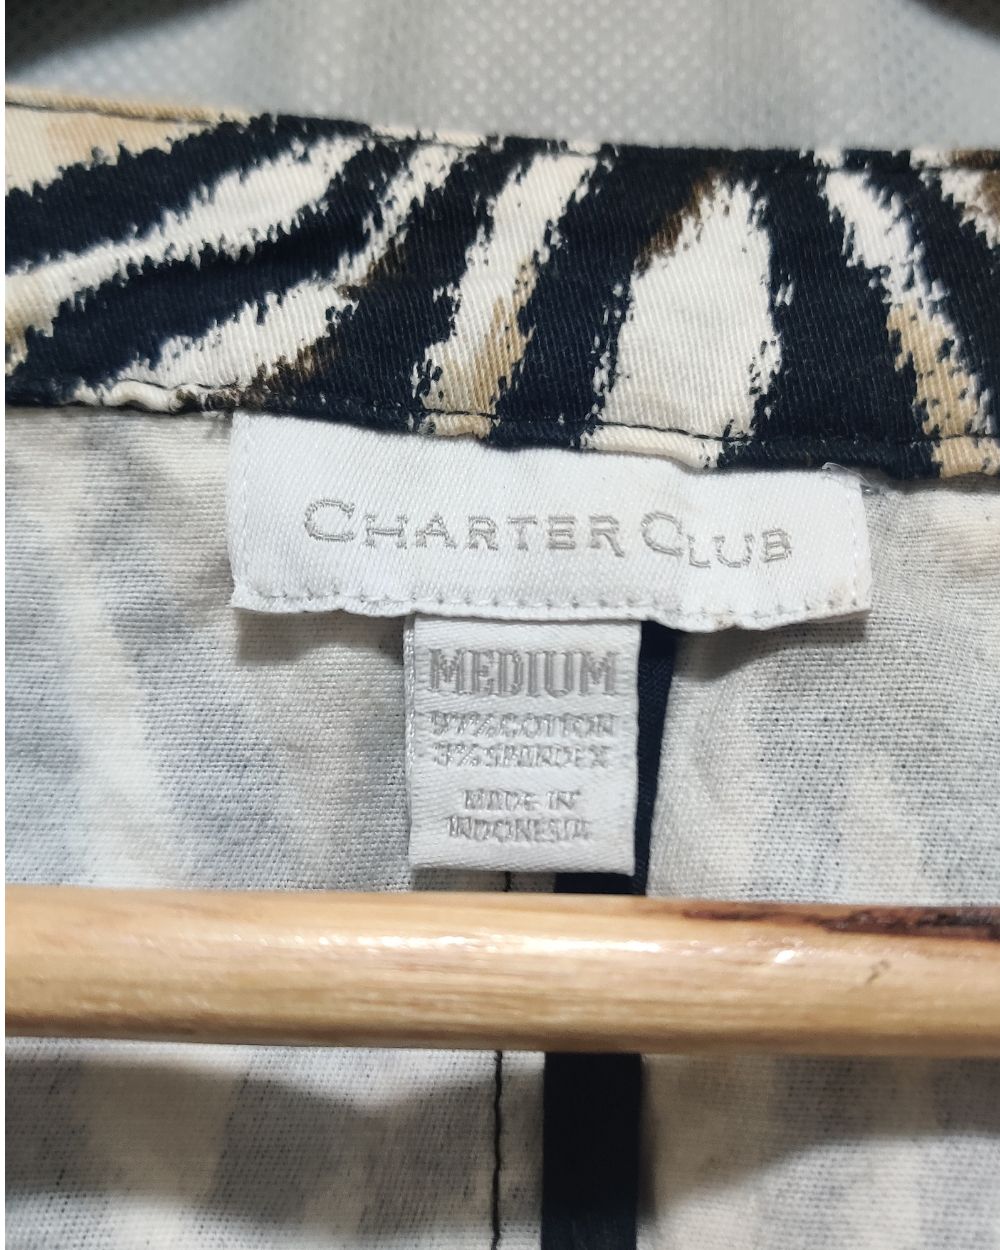 CHARTER CLUB
MEDIUM
97% COTTON
3% SPANDEX
MADE IN
INDONESIA